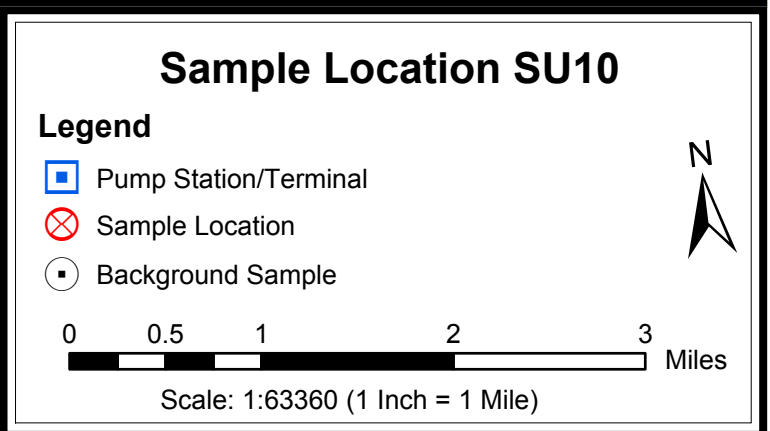 Sample Location SU10
Legend
N
Pump Station/Terminal
Sample Location
Background Sample
0 0.5 1 2 3
Miles
Scale: 1:63360 (1 Inch = 1 Mile)